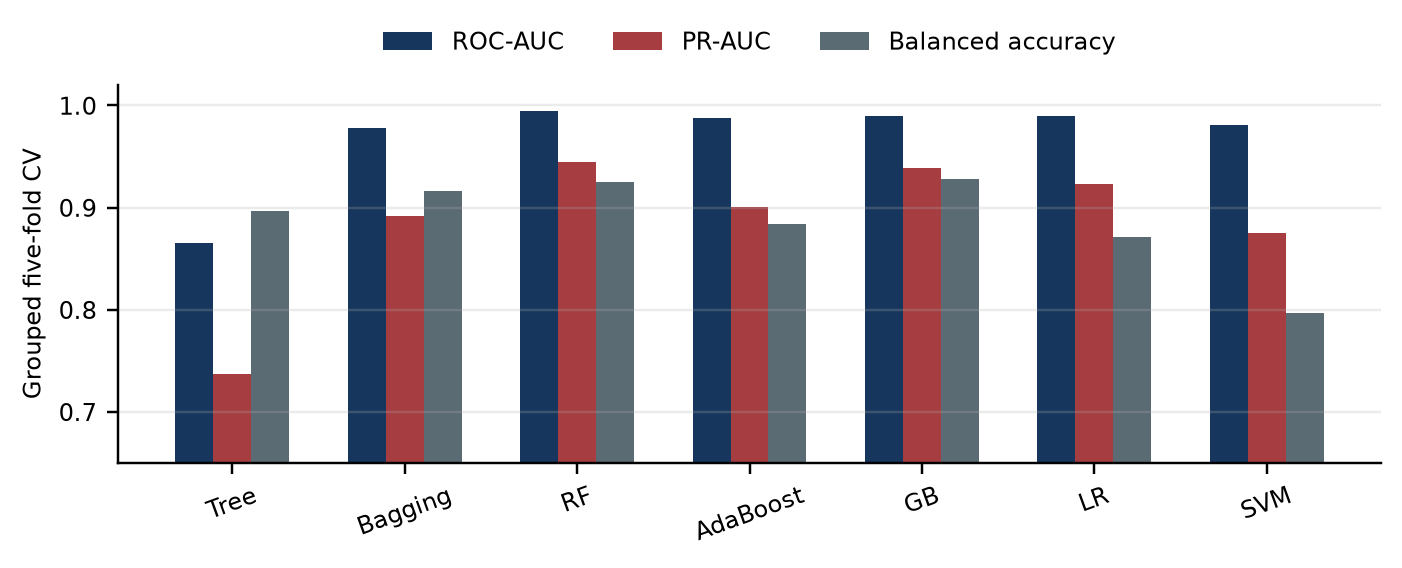 ROC-AUC PR-AUC Balanced accuracy
Grouped five-fold CV
1.0
0.9
0.8
0.7
Tree Bagging RF AdaBoost GB LR SVM